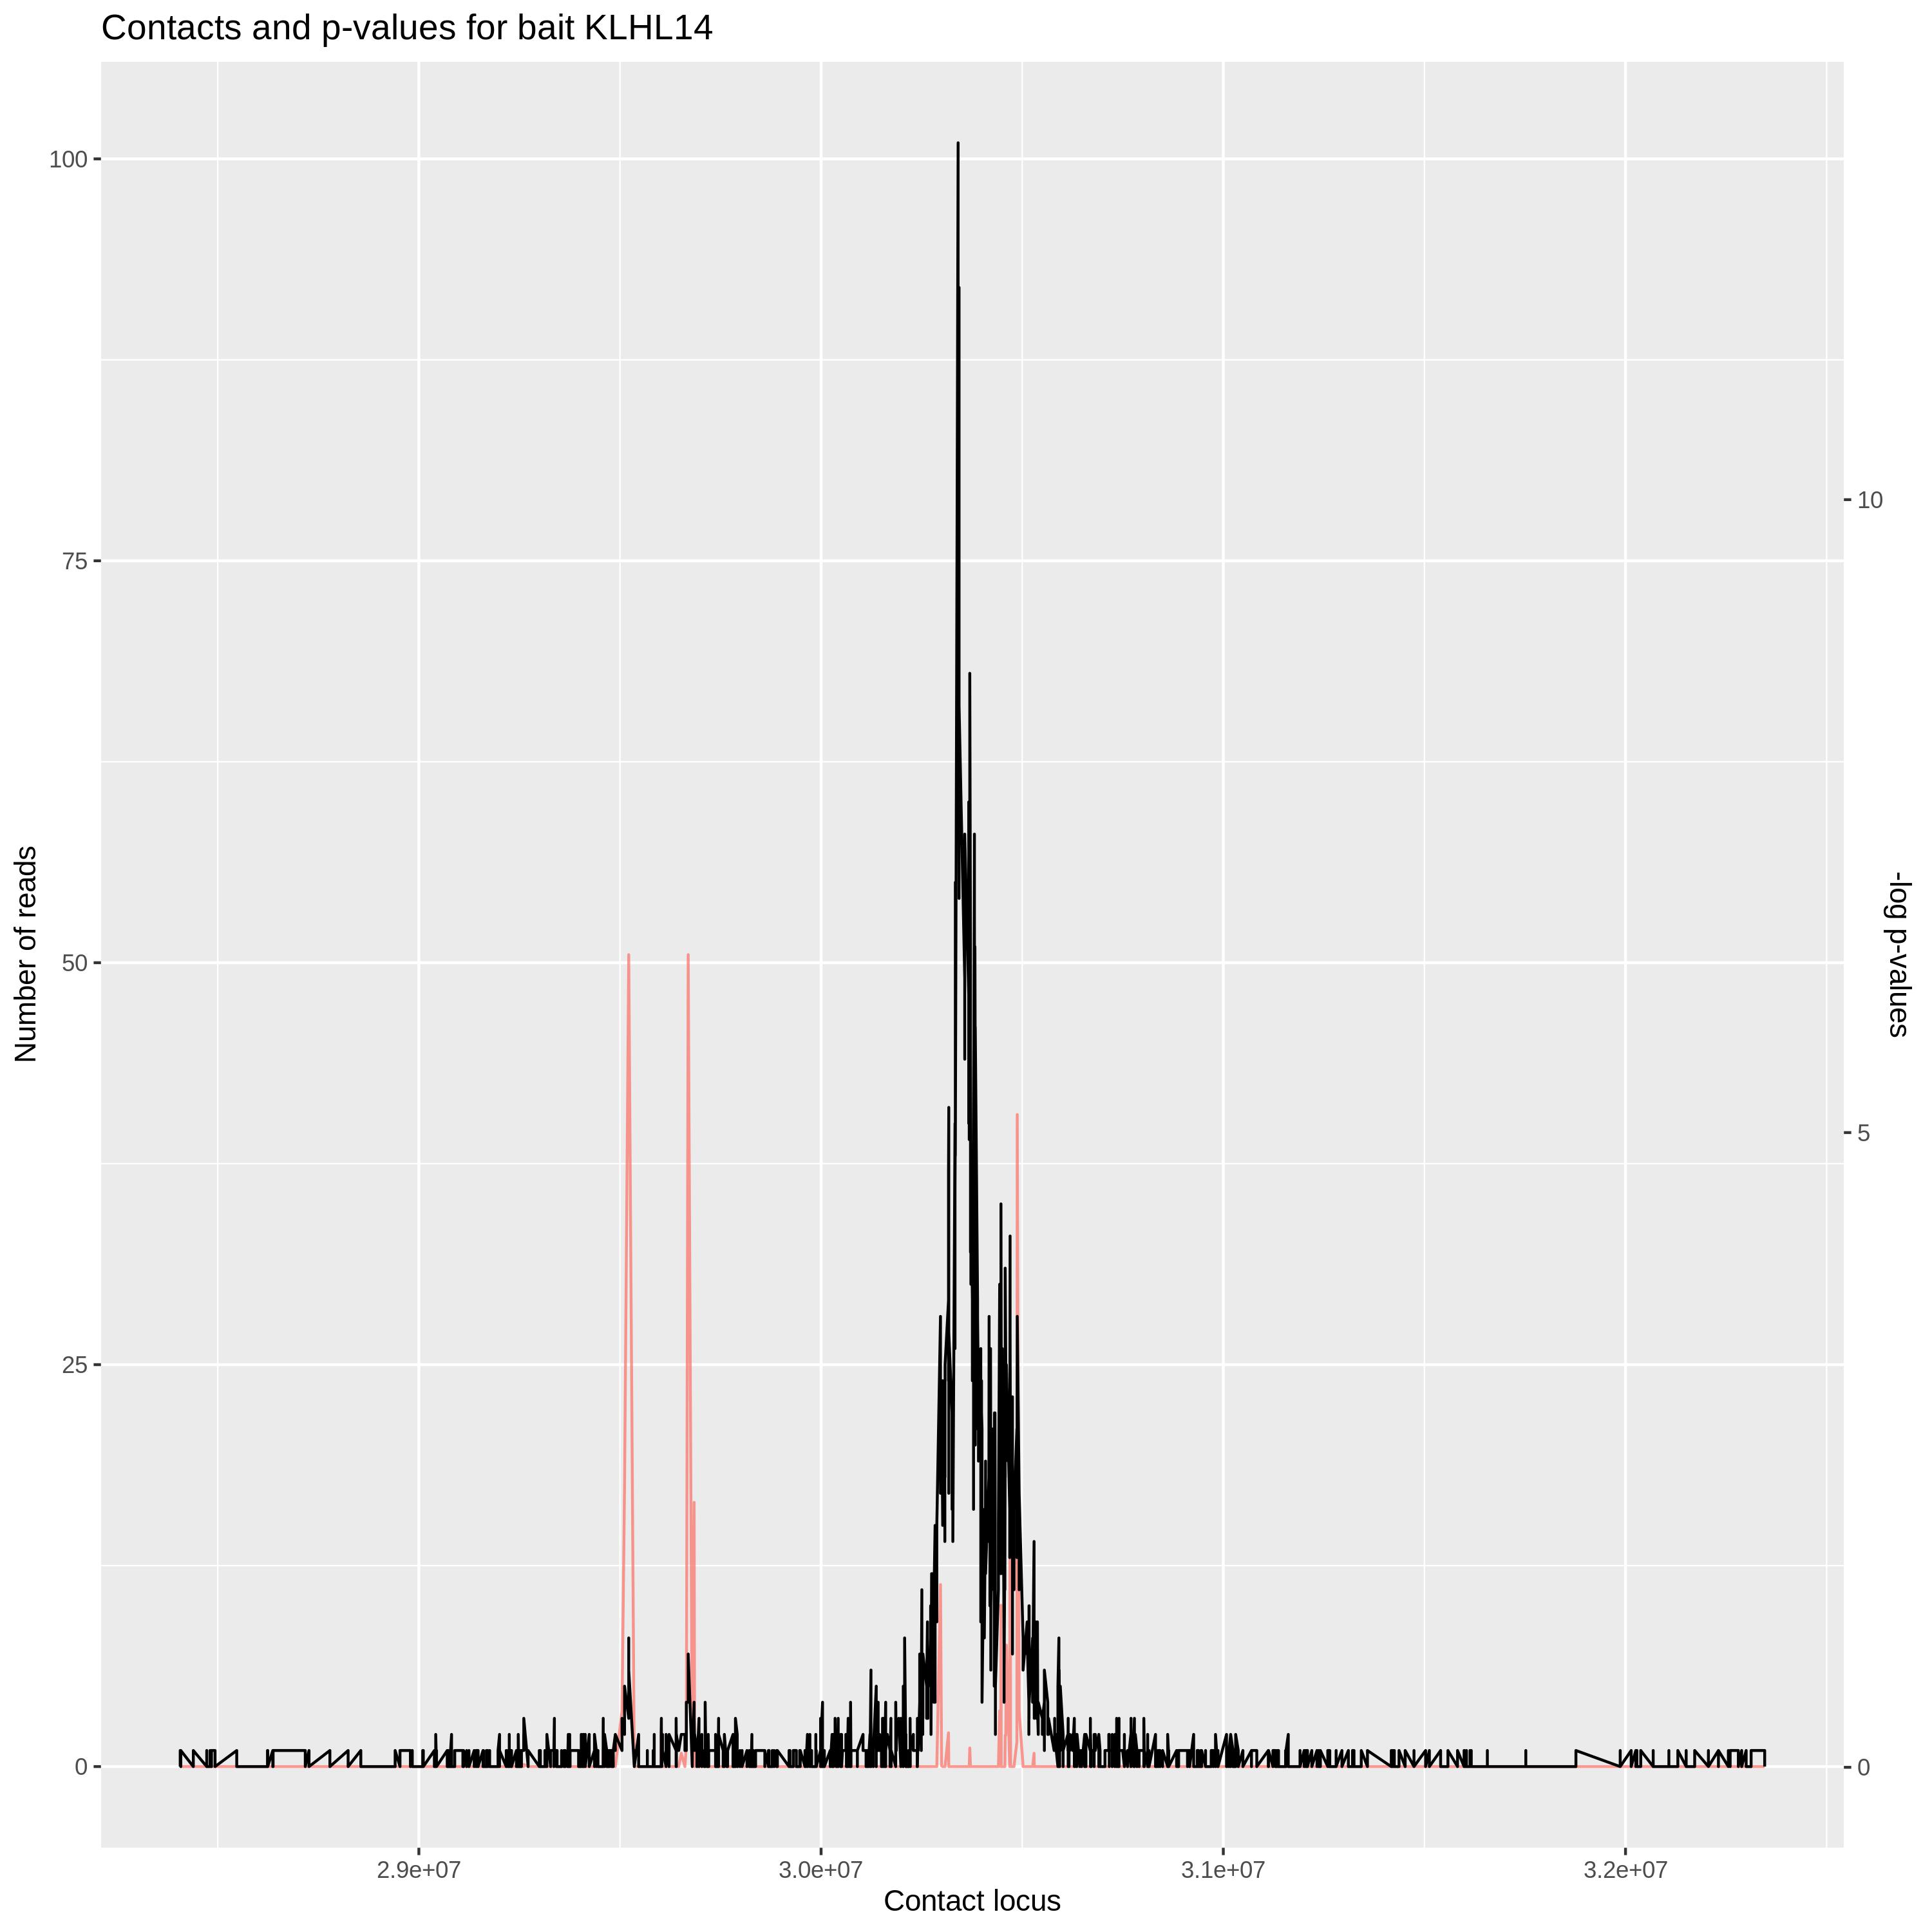 Contacts and p-values for bait KLHL14
100
75
50
25
0
Number of reads
10
5
0
-log p-values
2.9e+07 3.0e+07 3.1e+07 3.2e+07
Contact locus